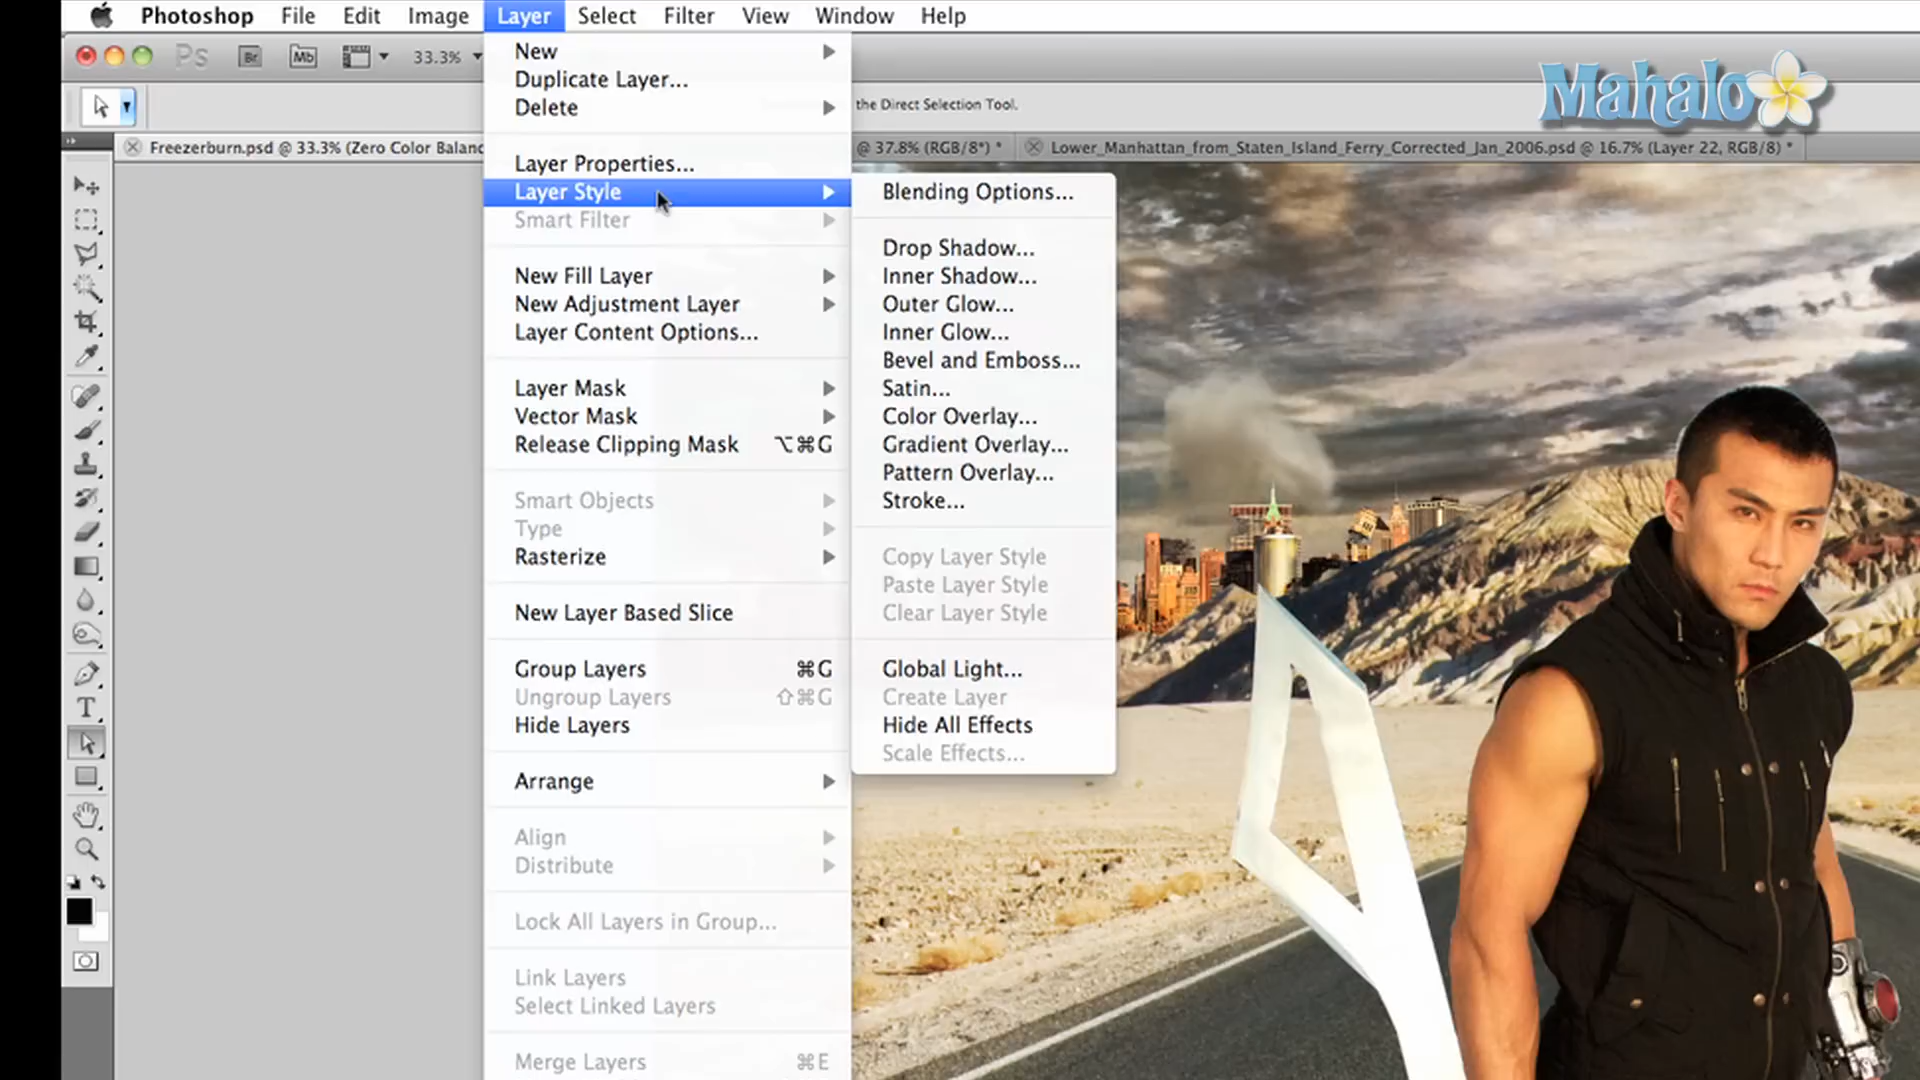 Photoshop File Edit Image Layer Select Filter View Window Help
Ps Br Mb 33.3%
Mahalo
the Direct Selection Tool.
Freezerburn.psd @ 33.3% (Zero Color Balanc
@ 37.8% (RGB/8*) *
Lower_Manhattan_from_Staten_Island_Ferry_Corrected_Jan_2006.psd @ 16.7% (Layer 22, RGB/8) *
New
Duplicate Layer...
Delete
Layer Properties...
Layer Style
Smart Filter
New Fill Layer
New Adjustment Layer
Layer Content Options...
Layer Mask
Vector Mask
Release Clipping Mask ⌥⌘G
Smart Objects
Type
Rasterize
New Layer Based Slice
Group Layers ⌘G
Ungroup Layers ⇧⌘G
Hide Layers
Arrange
Align
Distribute
Lock All Layers in Group...
Link Layers
Select Linked Layers
Merge Layers ⌘E
Blending Options...
Drop Shadow...
Inner Shadow...
Outer Glow...
Inner Glow...
Bevel and Emboss...
Satin...
Color Overlay...
Gradient Overlay...
Pattern Overlay...
Stroke...
Copy Layer Style
Paste Layer Style
Clear Layer Style
Global Light...
Create Layer
Hide All Effects
Scale Effects...
T